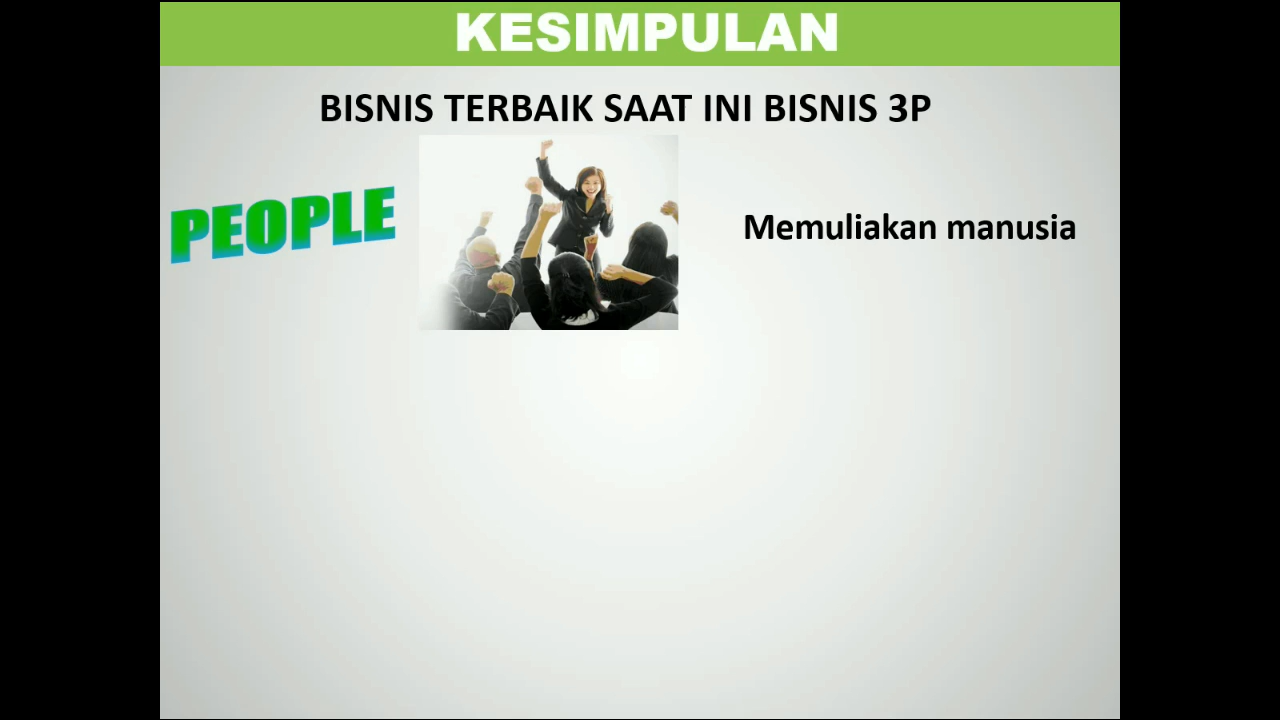 KESIMPULAN
BISNIS TERBAIK SAAT INI BISNIS 3P
PEOPLE
Memuliakan manusia